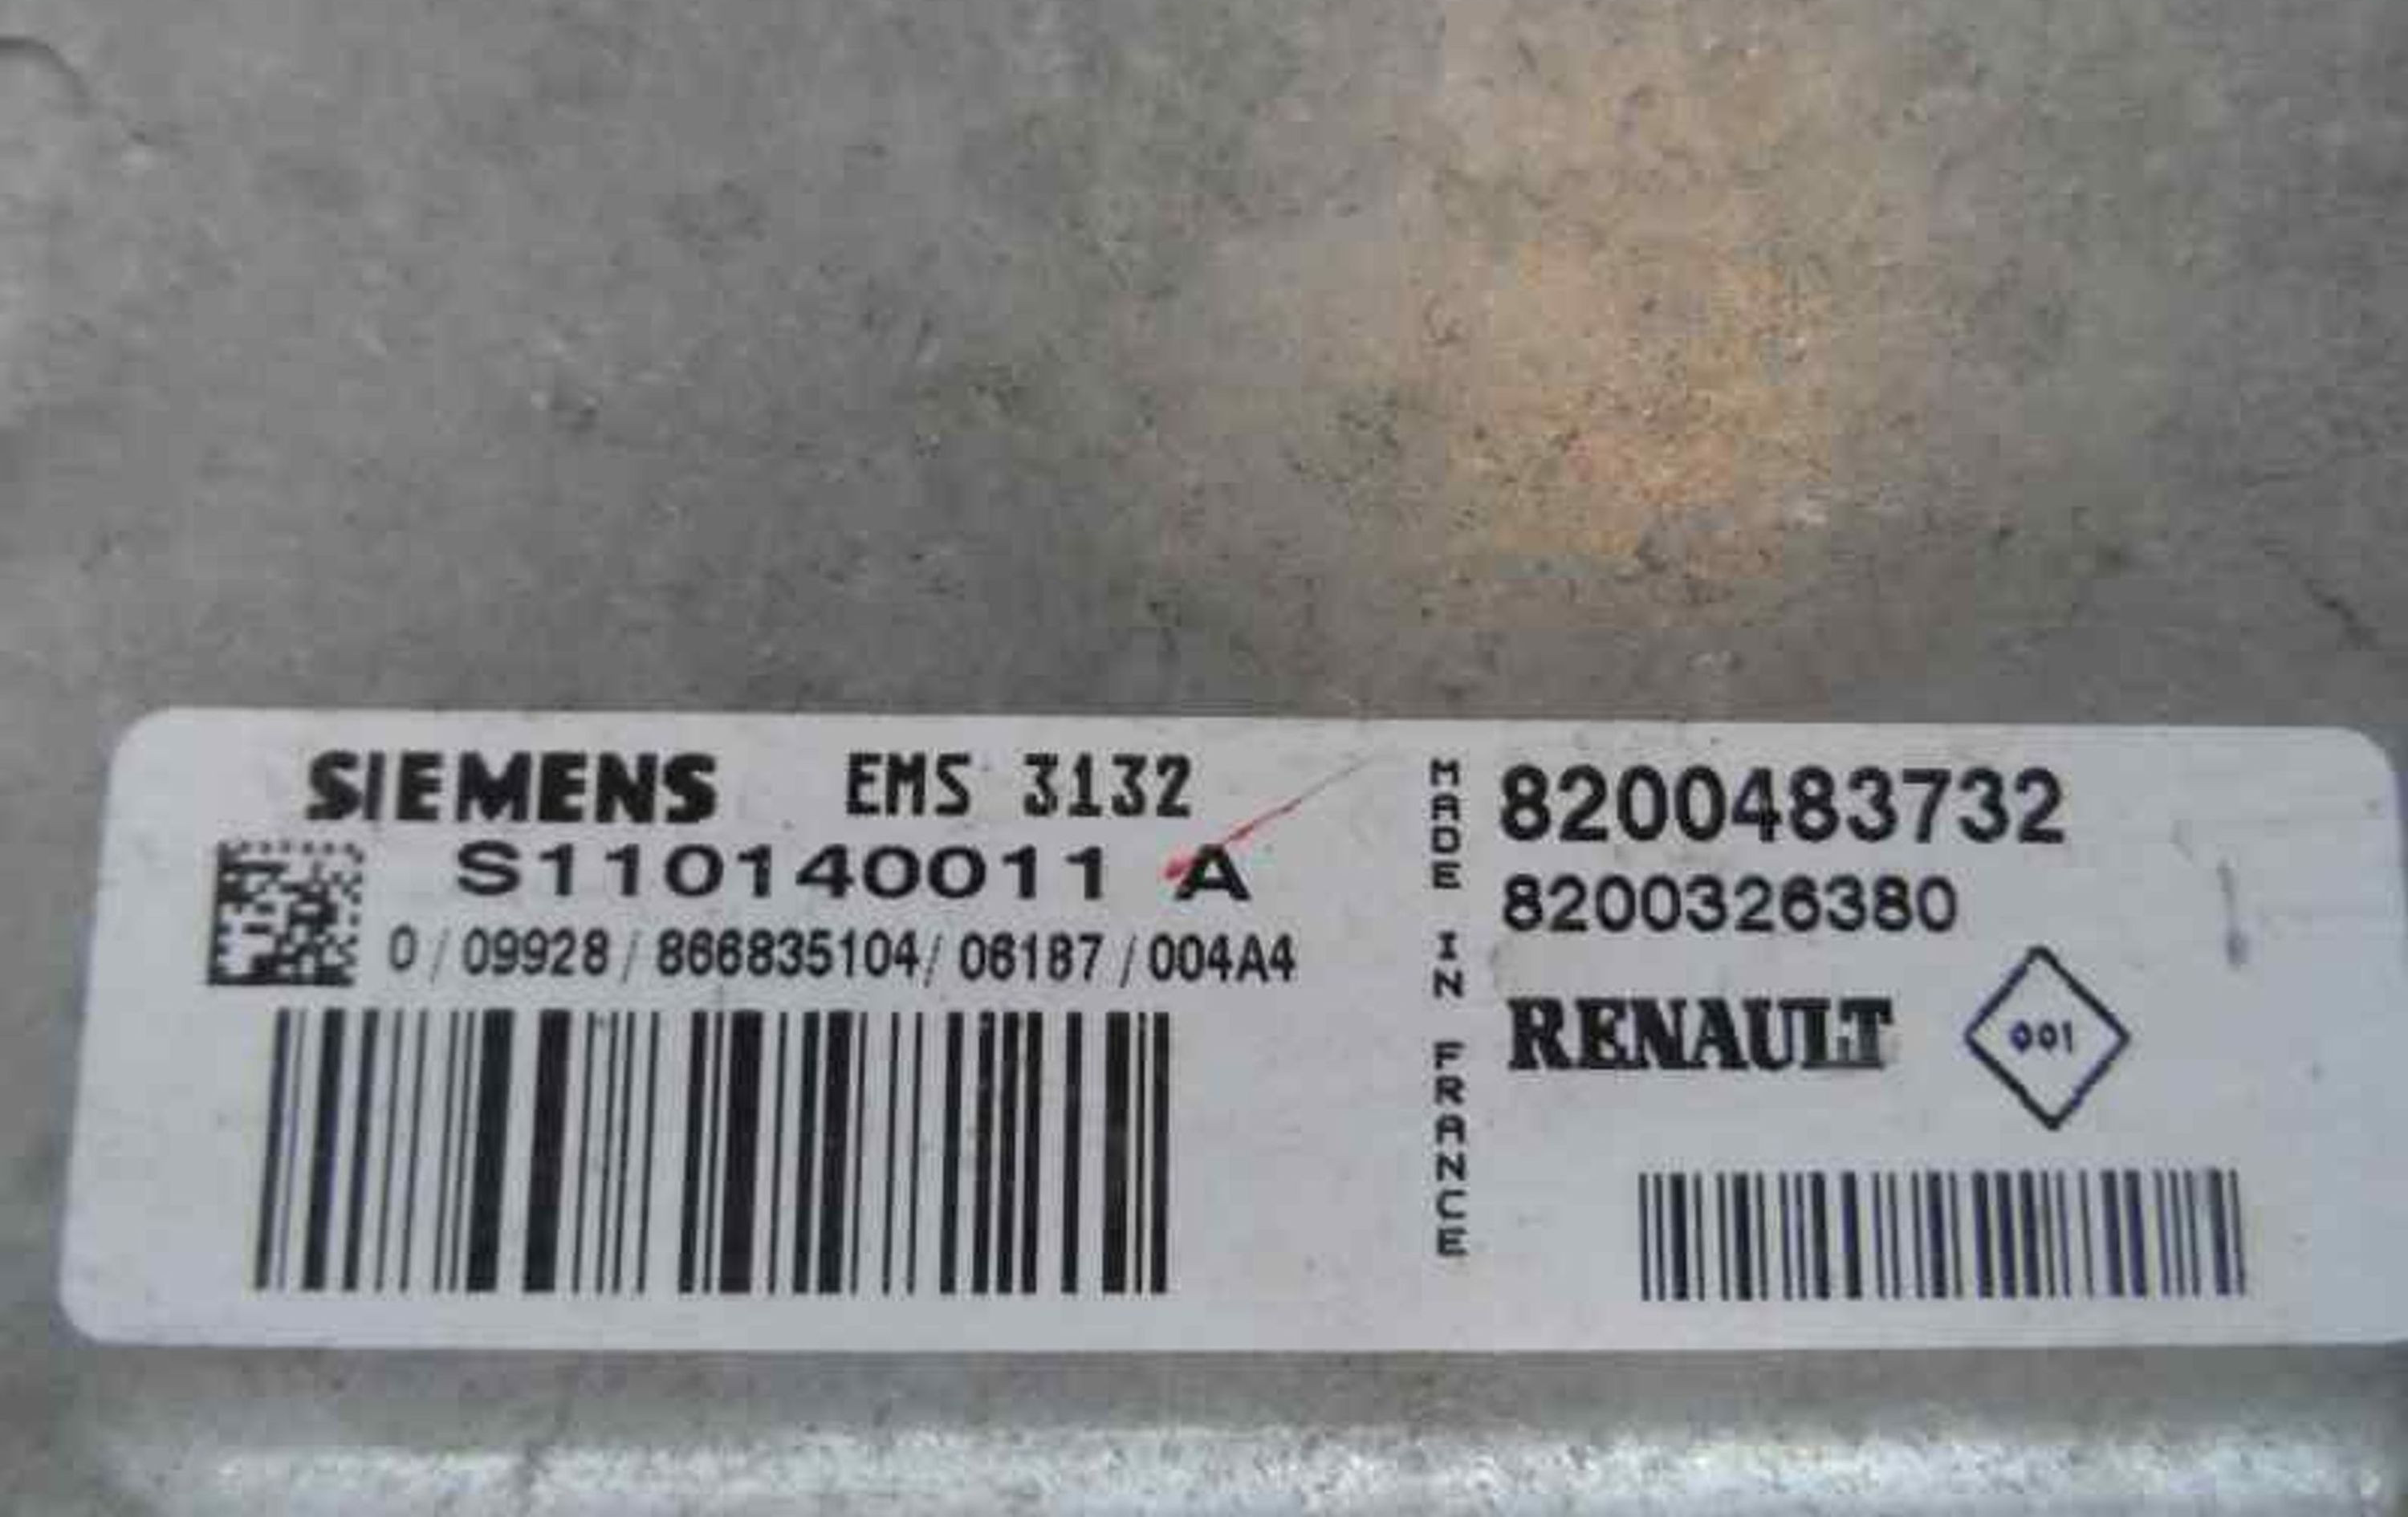 SIEMENS EMS 3132
S110140011 A
0 / 09928 / 866835104 / 06187 / 004A4
MADE IN FRANCE
8200483732
8200326380
RENAULT 001